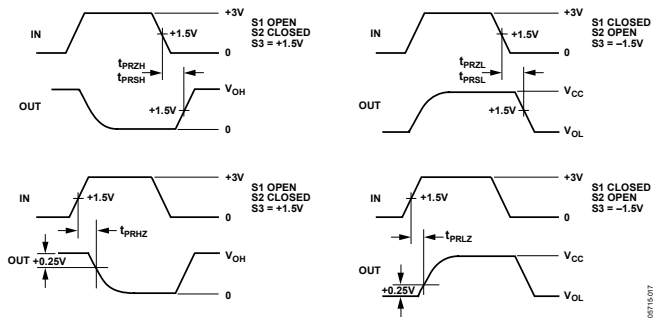 IN
+1.5V
+3V
0
S1 OPEN
S2 CLOSED
S3 = +1.5V
tPRZH
tPRSH
OUT
+1.5V
VOH
0
IN
+1.5V
+3V
0
S1 CLOSED
S2 OPEN
S3 = –1.5V
tPRZL
tPRSL
OUT
+1.5V
VCC
VOL
IN
+1.5V
+3V
0
S1 OPEN
S2 CLOSED
S3 = +1.5V
tPRHZ
OUT
+0.25V
VOH
0
IN
+1.5V
+3V
0
S1 CLOSED
S2 OPEN
S3 = –1.5V
tPRLZ
OUT
+0.25V
VCC
VOL
05715-017